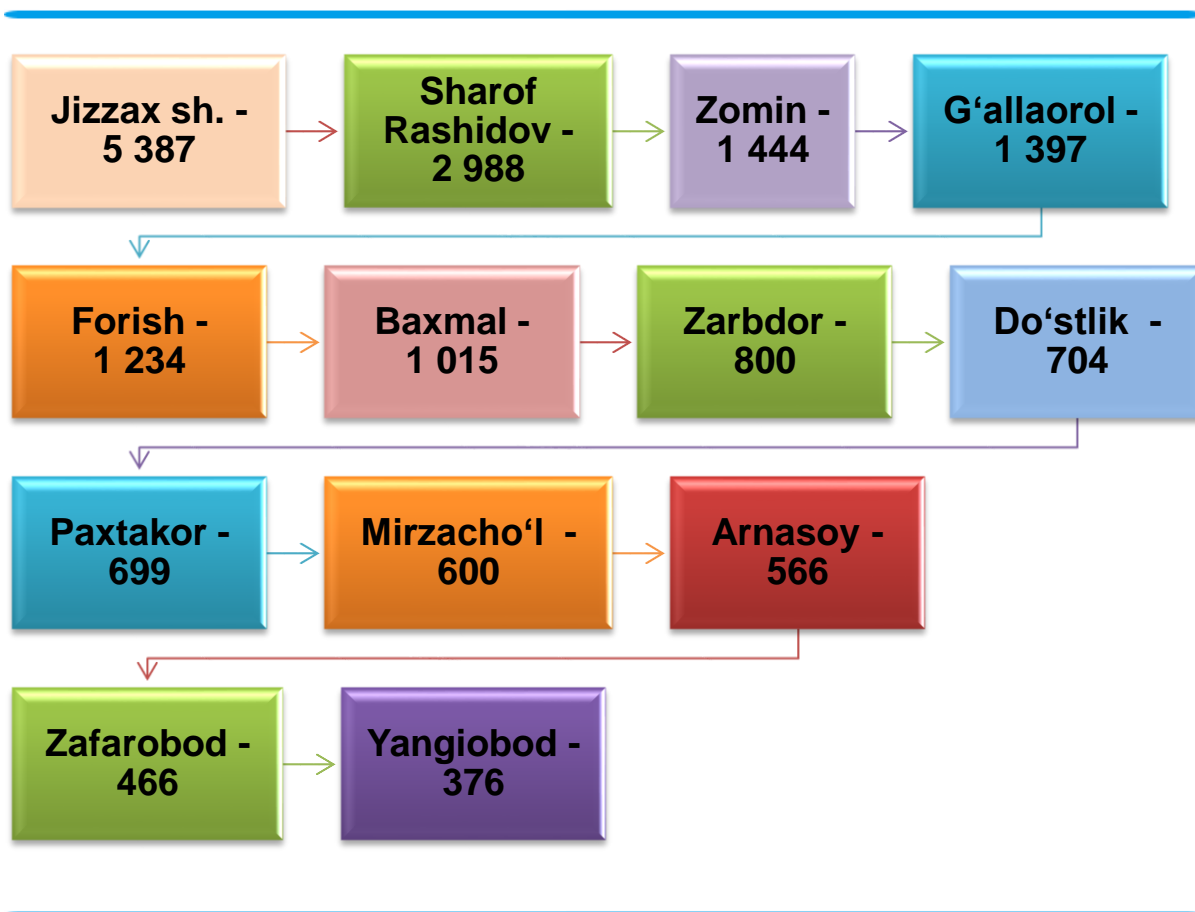 Jizzax sh. -
5 387
Sharof
Rashidov -
2 988
Zomin -
1 444
G‘allaorol -
1 397
Forish -
1 234
Baxmal -
1 015
Zarbdor -
800
Do‘stlik -
704
Paxtakor -
699
Mirzacho‘l -
600
Arnasoy -
566
Zafarobod -
466
Yangiobod -
376